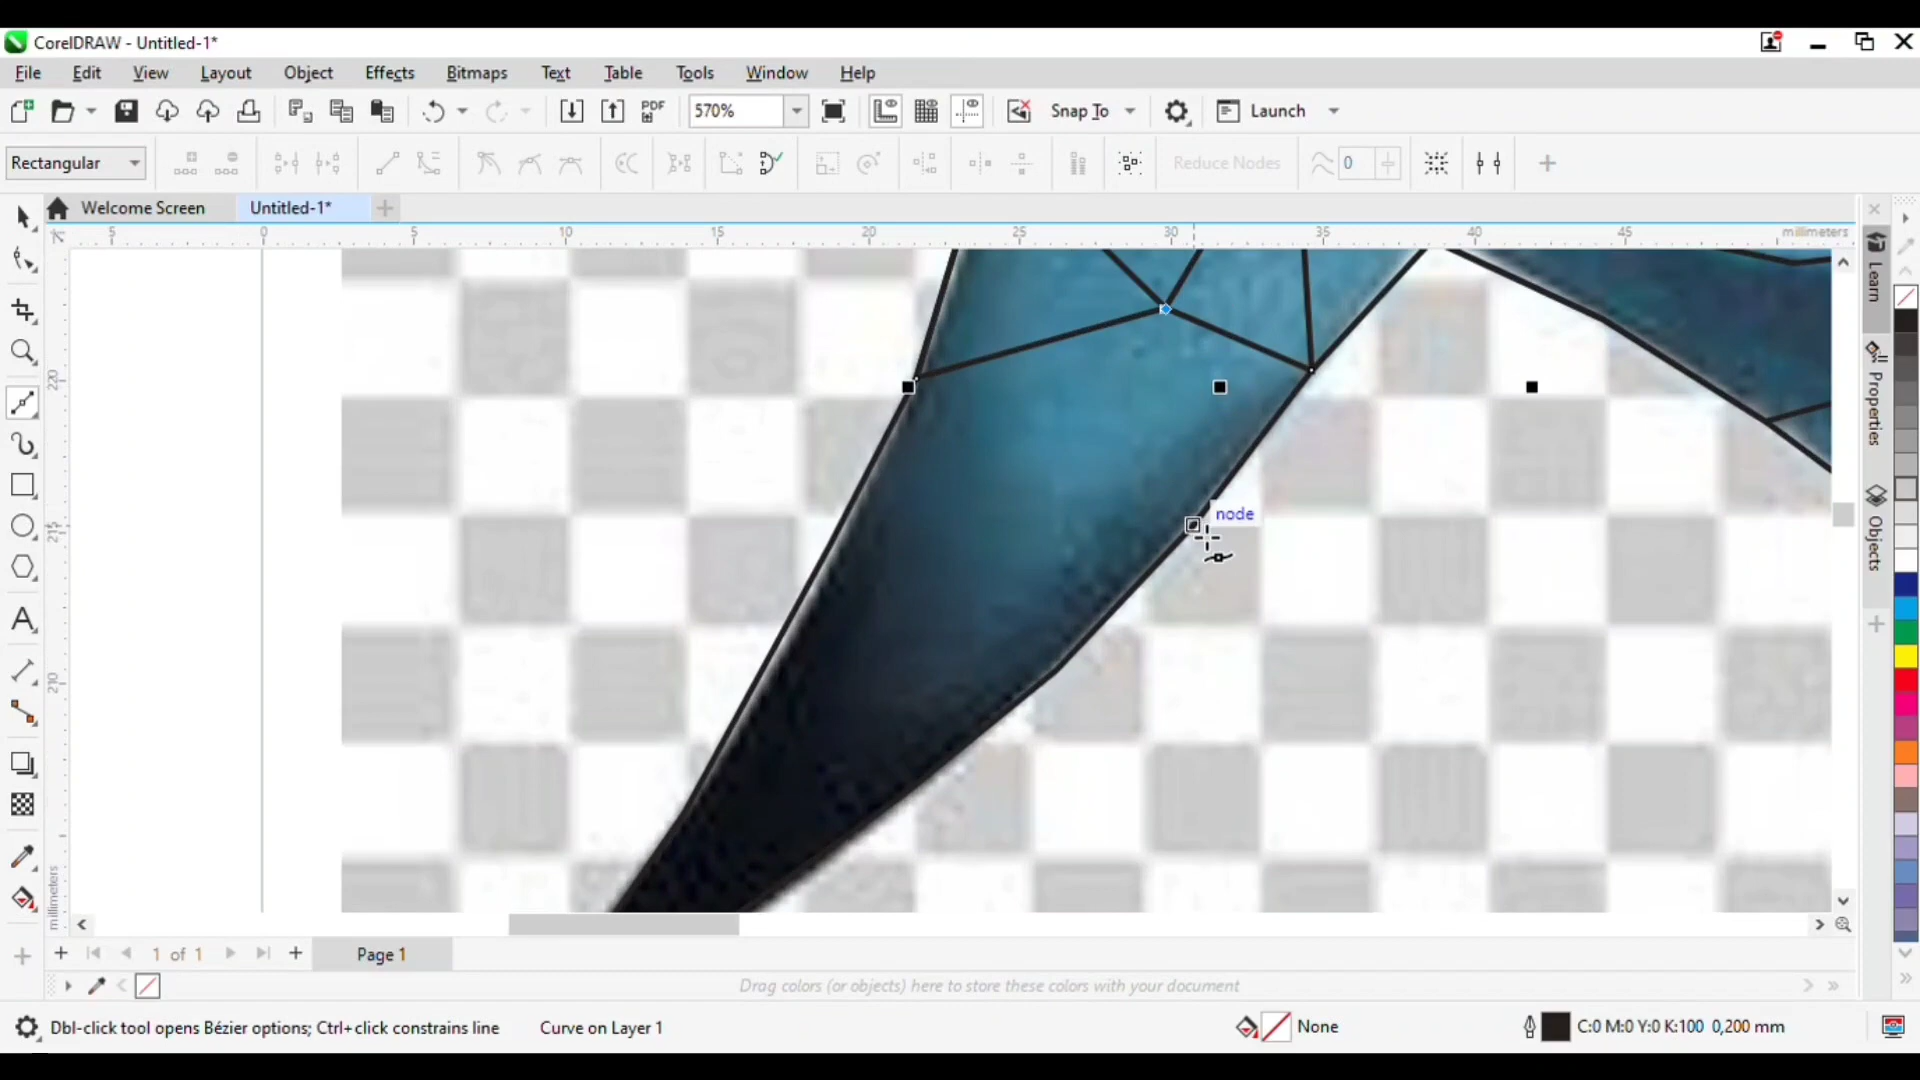 CorelDRAW - Untitled-1*
File Edit View Layout Object Effects Bitmaps Text Table Tools Window Help
PDF 570% Snap To Launch
Rectangular Reduce Nodes 0
Welcome Screen Untitled-1*
5 0 5 10 15 20 25 30 35 40 45 millimeters
220
215
210
millimeters
node
Learn
Properties
Objects
1 of 1 Page 1
Drag colors (or objects) here to store these colors with your document
Dbl-click tool opens Bézier options; Ctrl+click constrains line Curve on Layer 1 None C:0 M:0 Y:0 K:100 0,200 mm